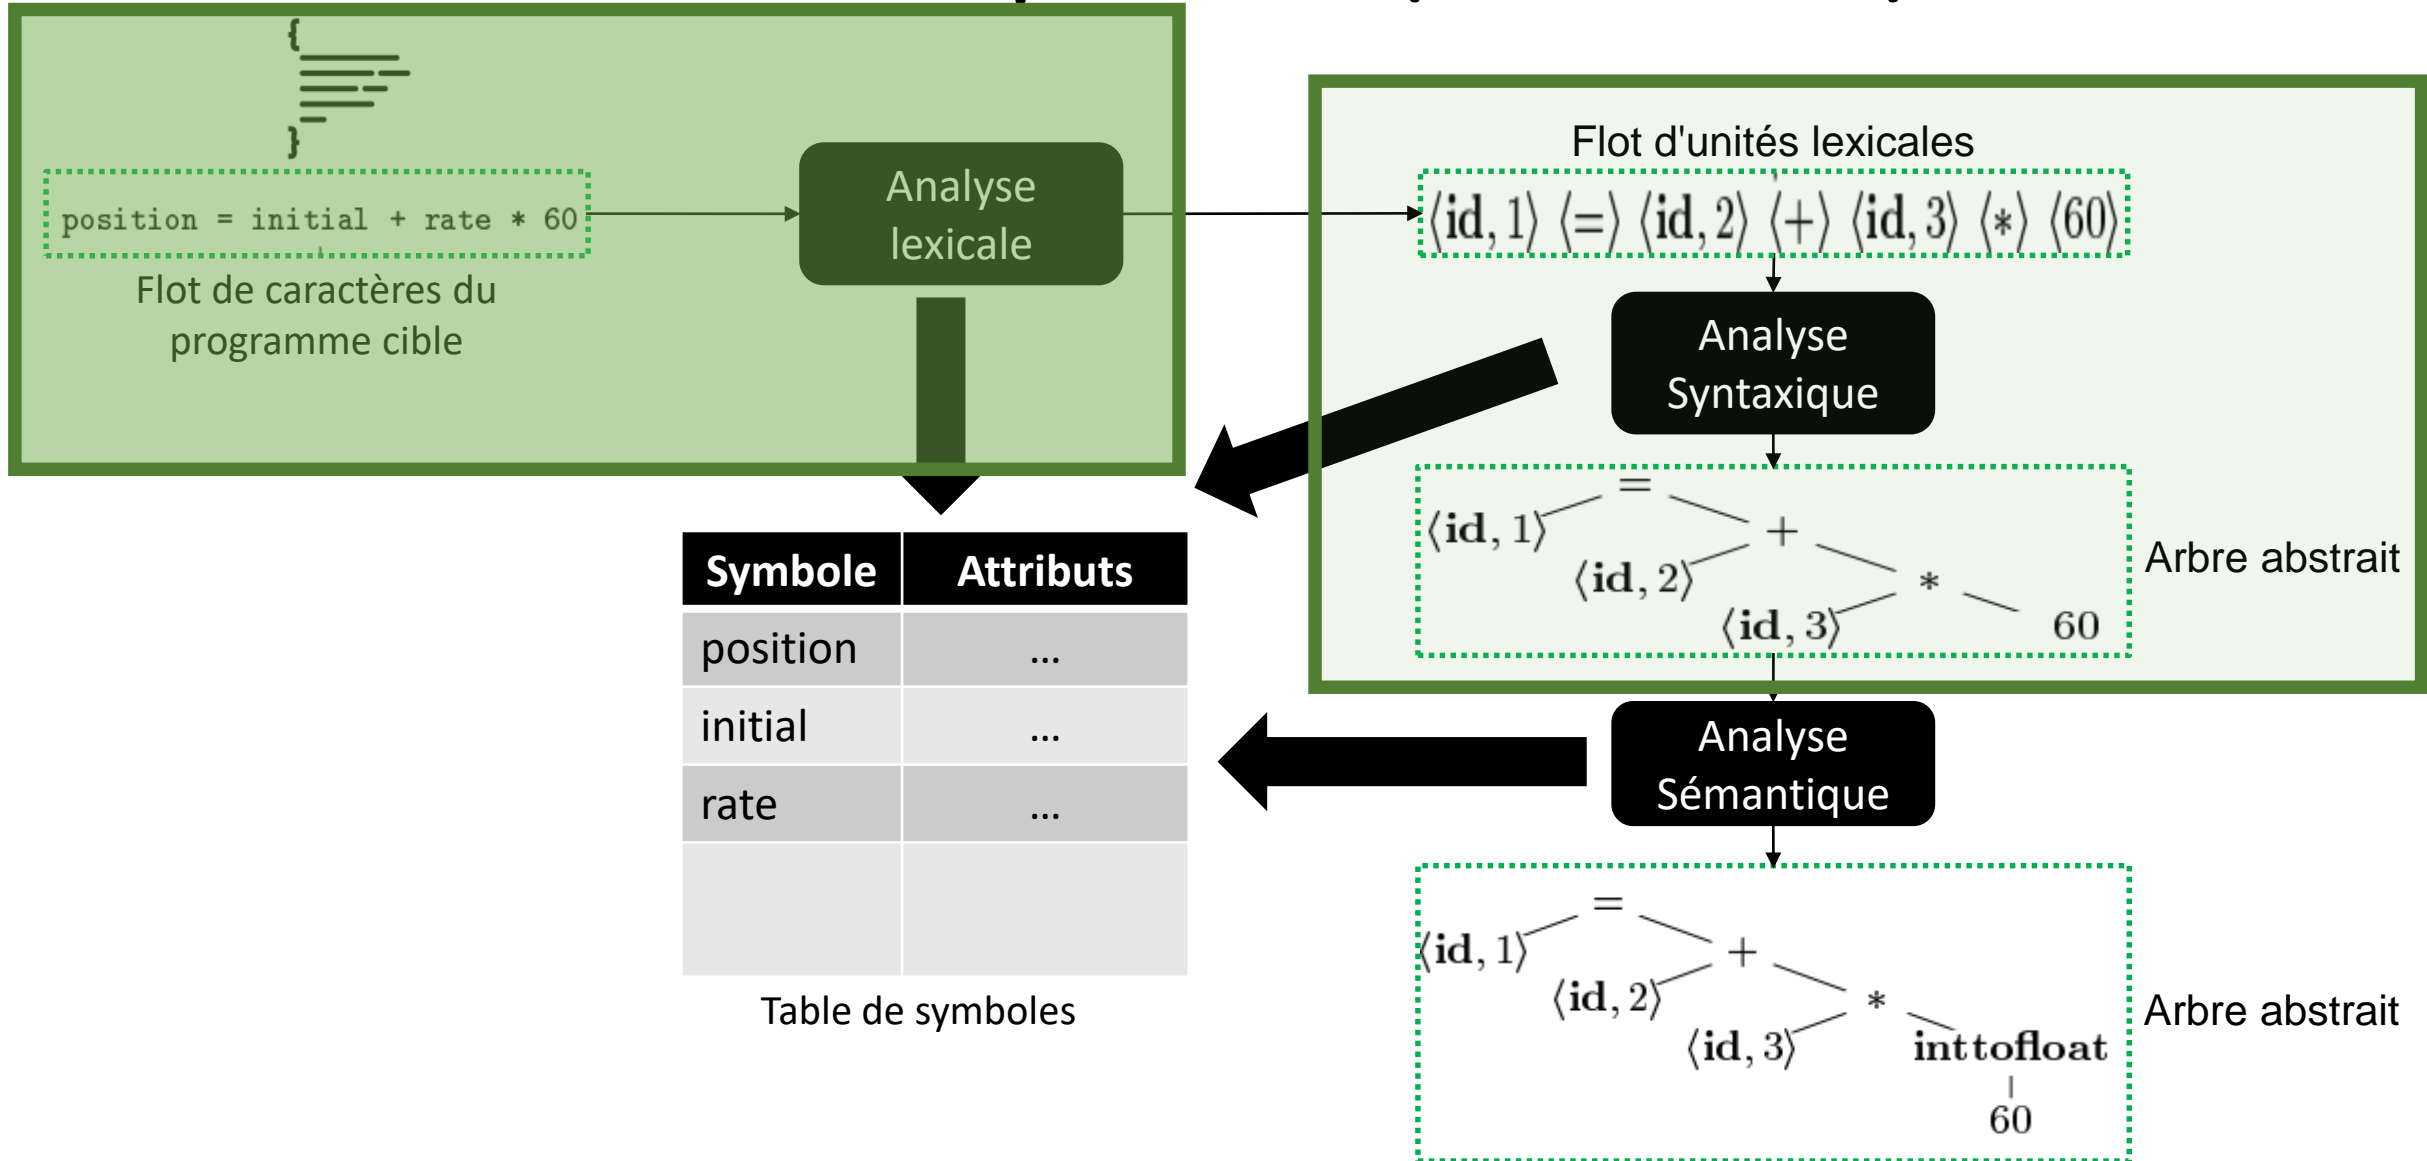 {
}
position = initial + rate * 60
Flot de caractères du
programme cible
Analyse
lexicale
Flot d'unités lexicales
⟨id, 1⟩ ⟨=⟩ ⟨id, 2⟩ ⟨+⟩ ⟨id, 3⟩ ⟨*⟩ ⟨60⟩
Analyse
Syntaxique
=
⟨id, 1⟩
+
⟨id, 2⟩
*
⟨id, 3⟩
60
Arbre abstrait
Symbole Attributs
position ...
initial ...
rate ...
Table de symboles
Analyse
Sémantique
=
⟨id, 1⟩
+
⟨id, 2⟩
*
⟨id, 3⟩
inttofloat
60
Arbre abstrait